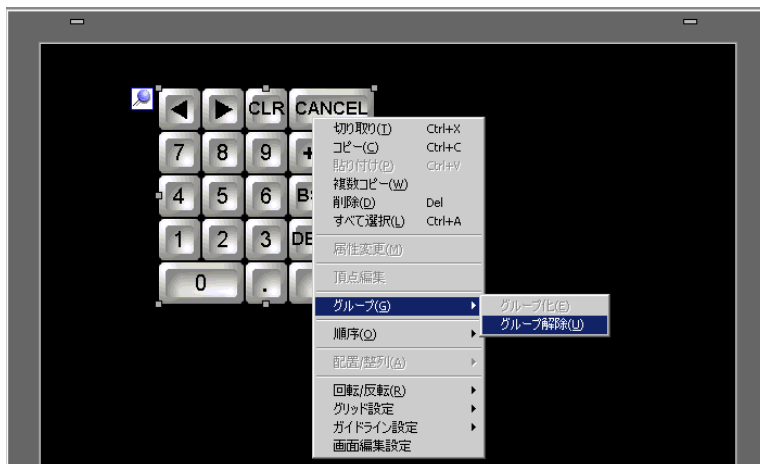 ◀ ▶ CLR CANCEL
7 8 9 +
4 5 6 B
1 2 3 DE
0 .
切り取り(T) Ctrl+X
コピー(C) Ctrl+C
貼り付け(P) Ctrl+V
複数コピー(W)
削除(D) Del
すべて選択(L) Ctrl+A
属性変更(M)
頂点編集
グループ(G)
グループ化(E)
グループ解除(U)
順序(O)
配置/整列(A)
回転/反転(R)
グリッド設定
ガイドライン設定
画面編集設定